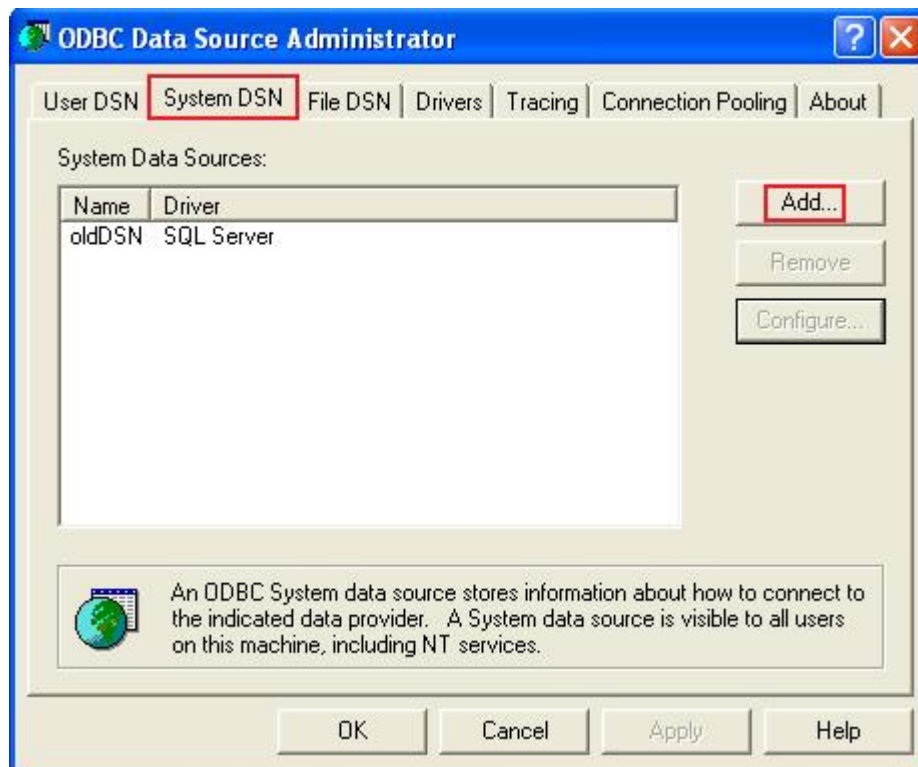 ODBC Data Source Administrator
User DSN System DSN File DSN Drivers Tracing Connection Pooling About
System Data Sources:
Name Driver
oldDSN SQL Server
Add...
Remove
Configure...
An ODBC System data source stores information about how to connect to
the indicated data provider. A System data source is visible to all users
on this machine, including NT services.
OK Cancel Apply Help